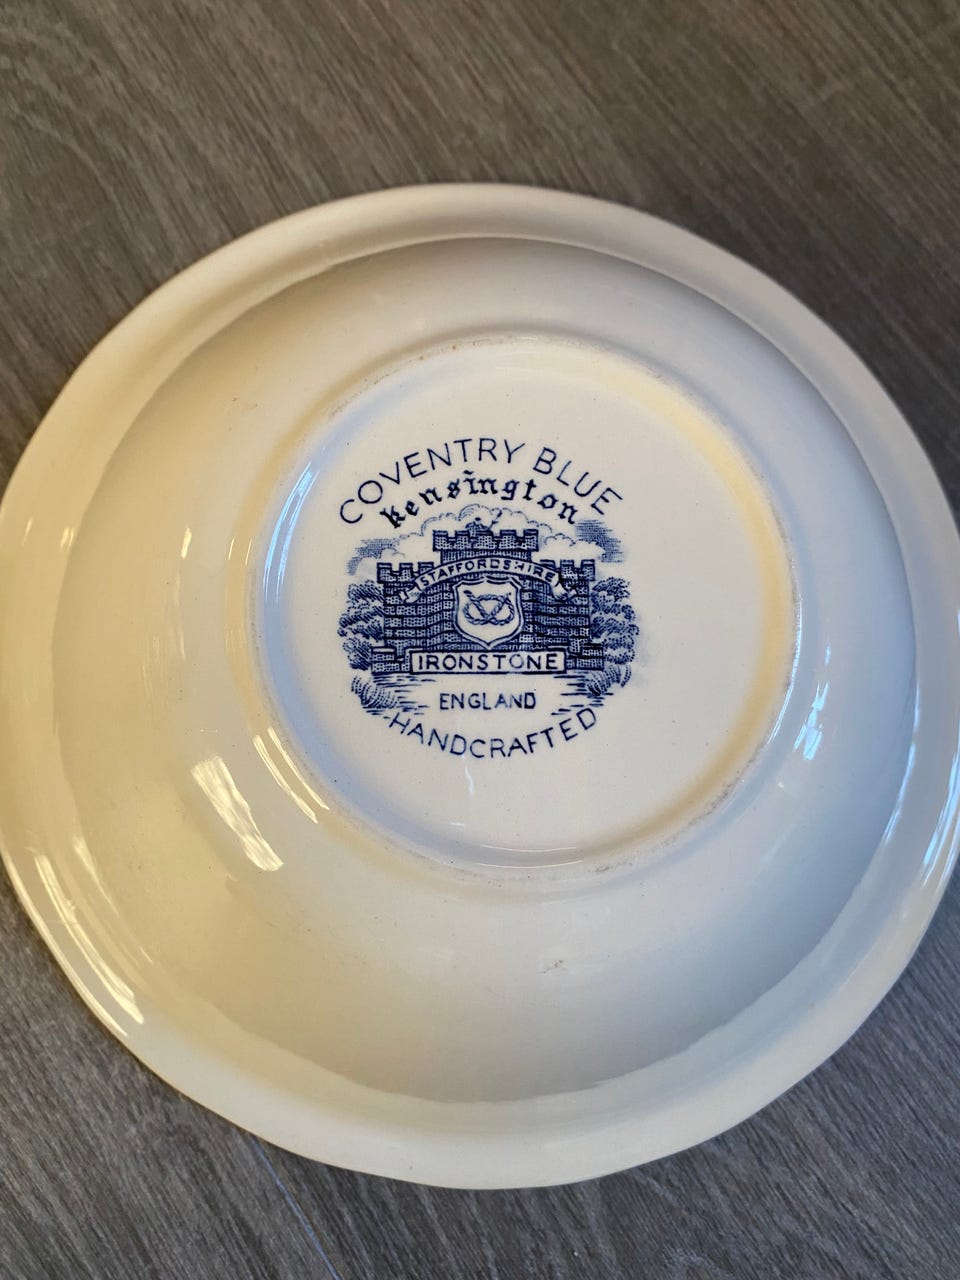 COVENTRY BLUE
kensington
STAFFORDSHIRE
IRONSTONE
ENGLAND
HANDCRAFTED